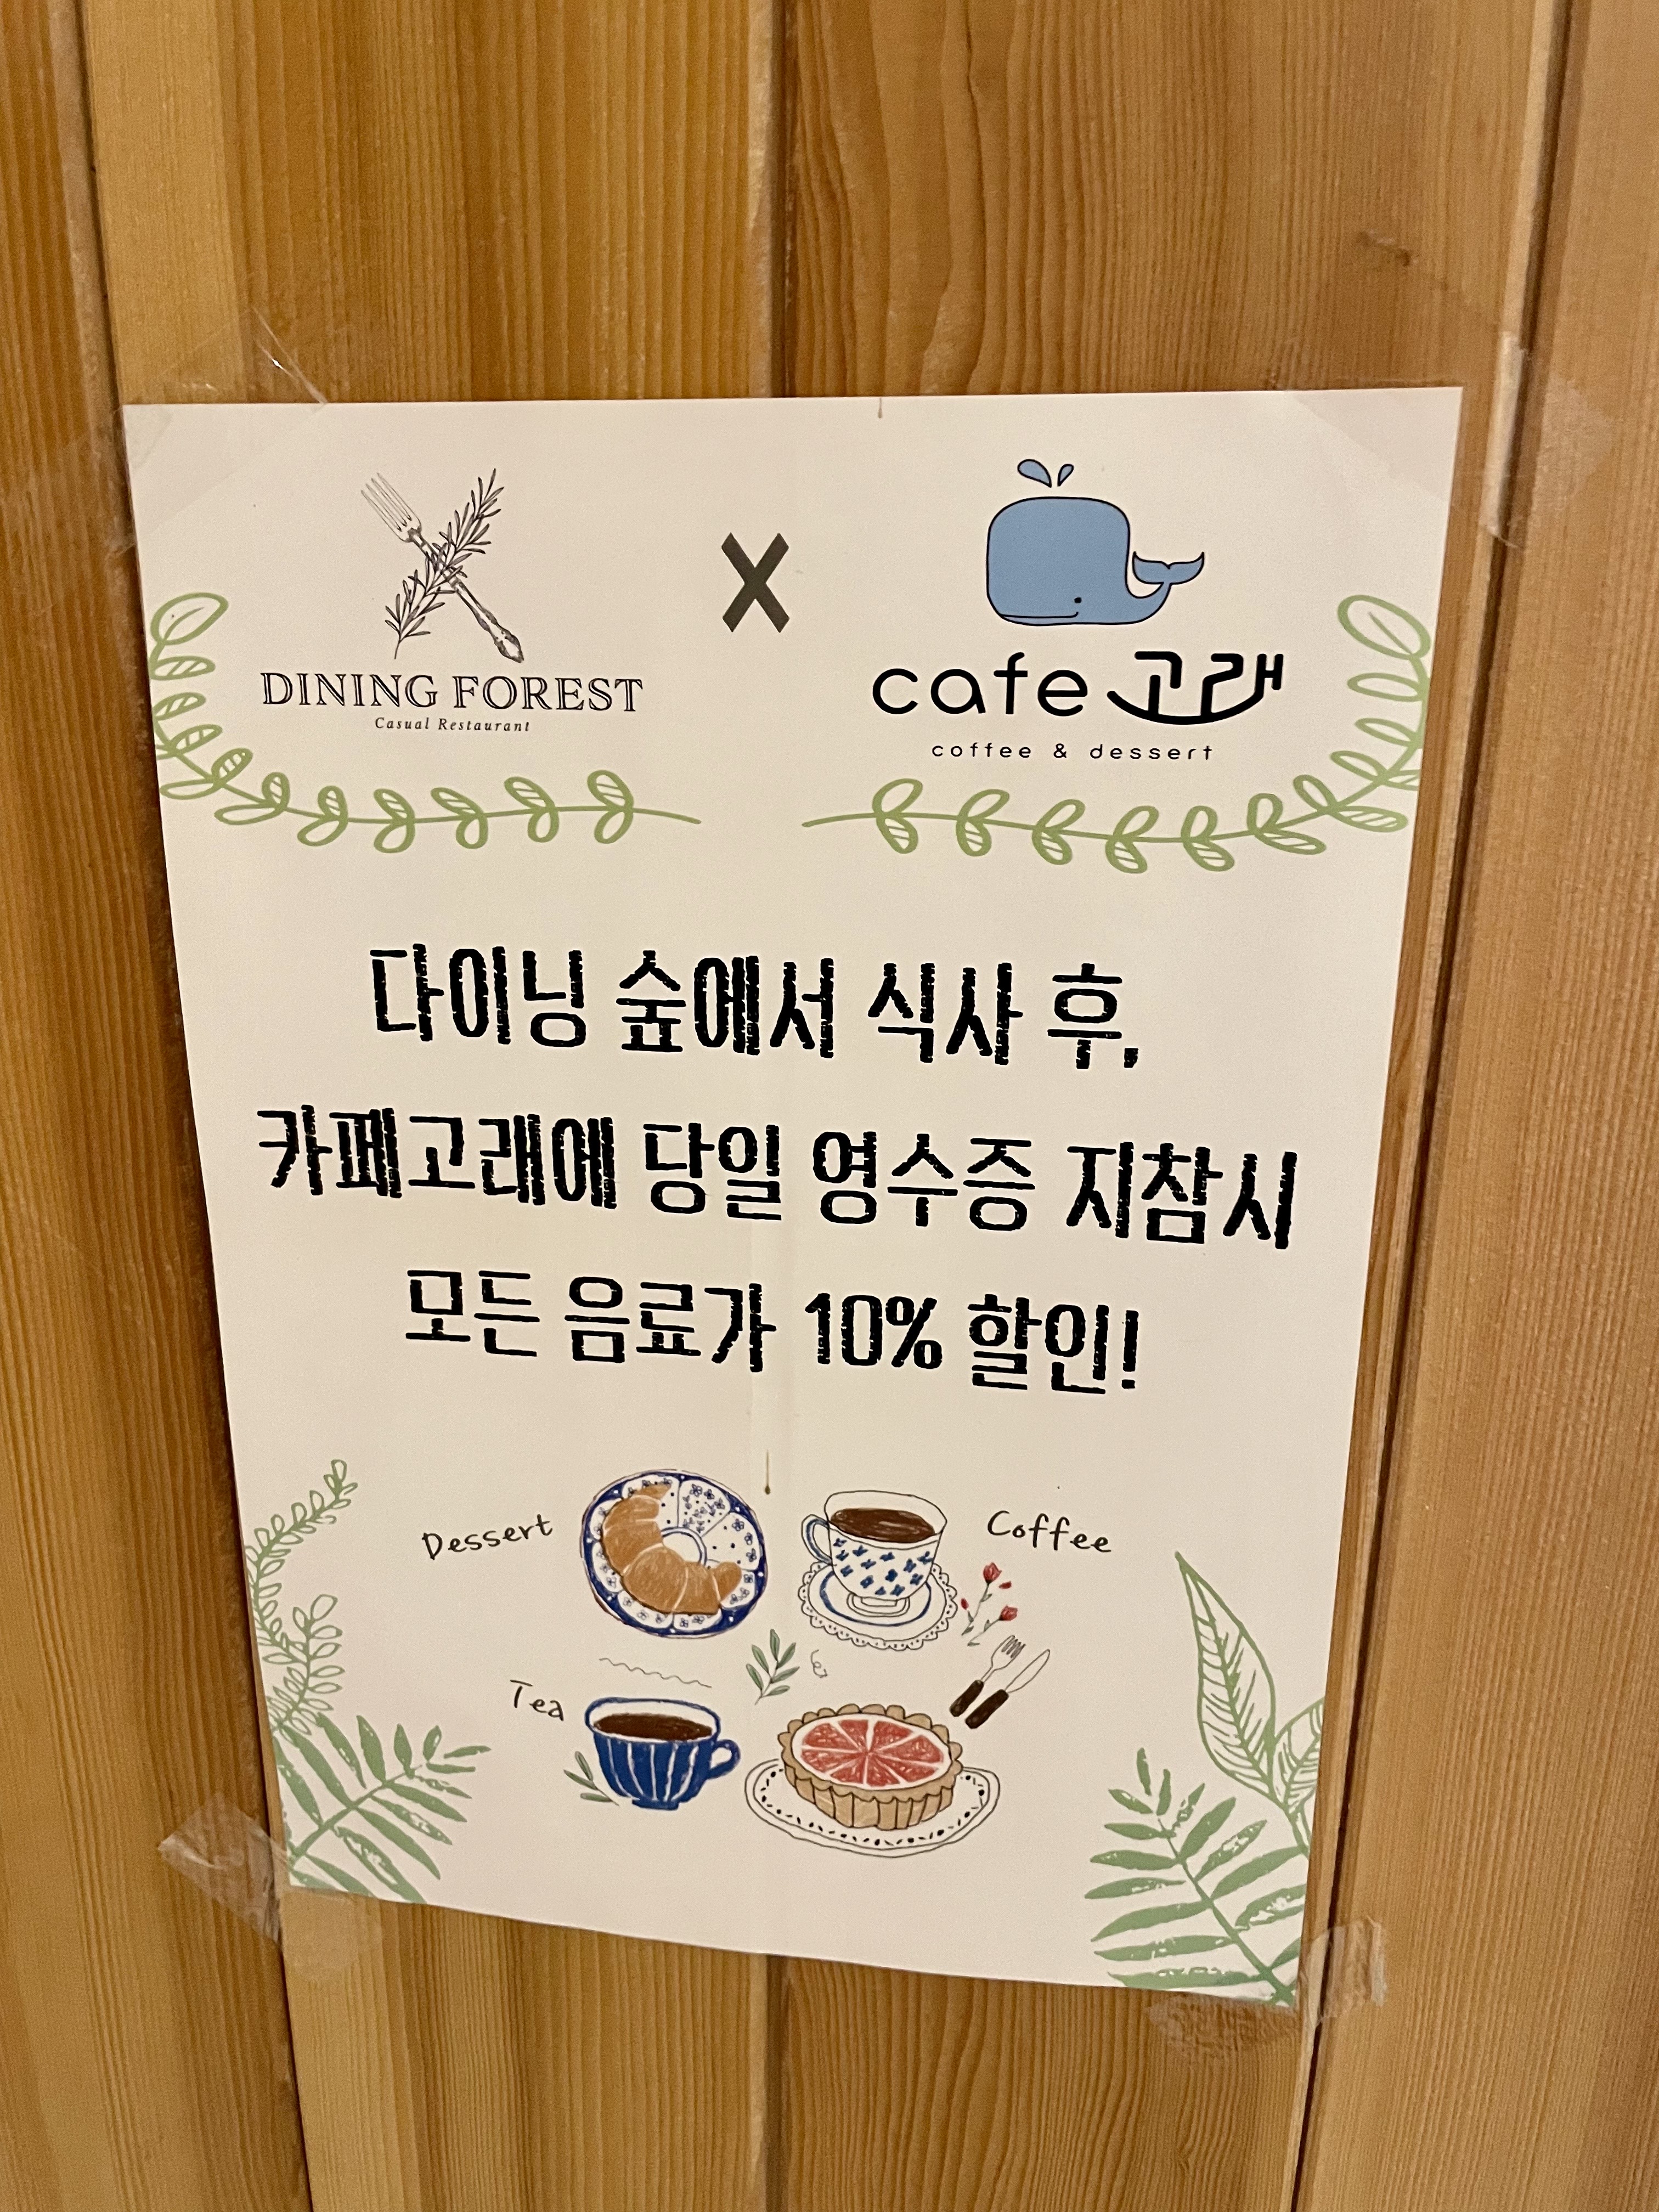 DINING FOREST
Casual Restaurant
X
cafe 고래
coffee & dessert
다이닝 숲에서 식사 후,
카페고래에 당일 영수증 지참시
모든 음료가 10% 할인!
Dessert
Coffee
Tea